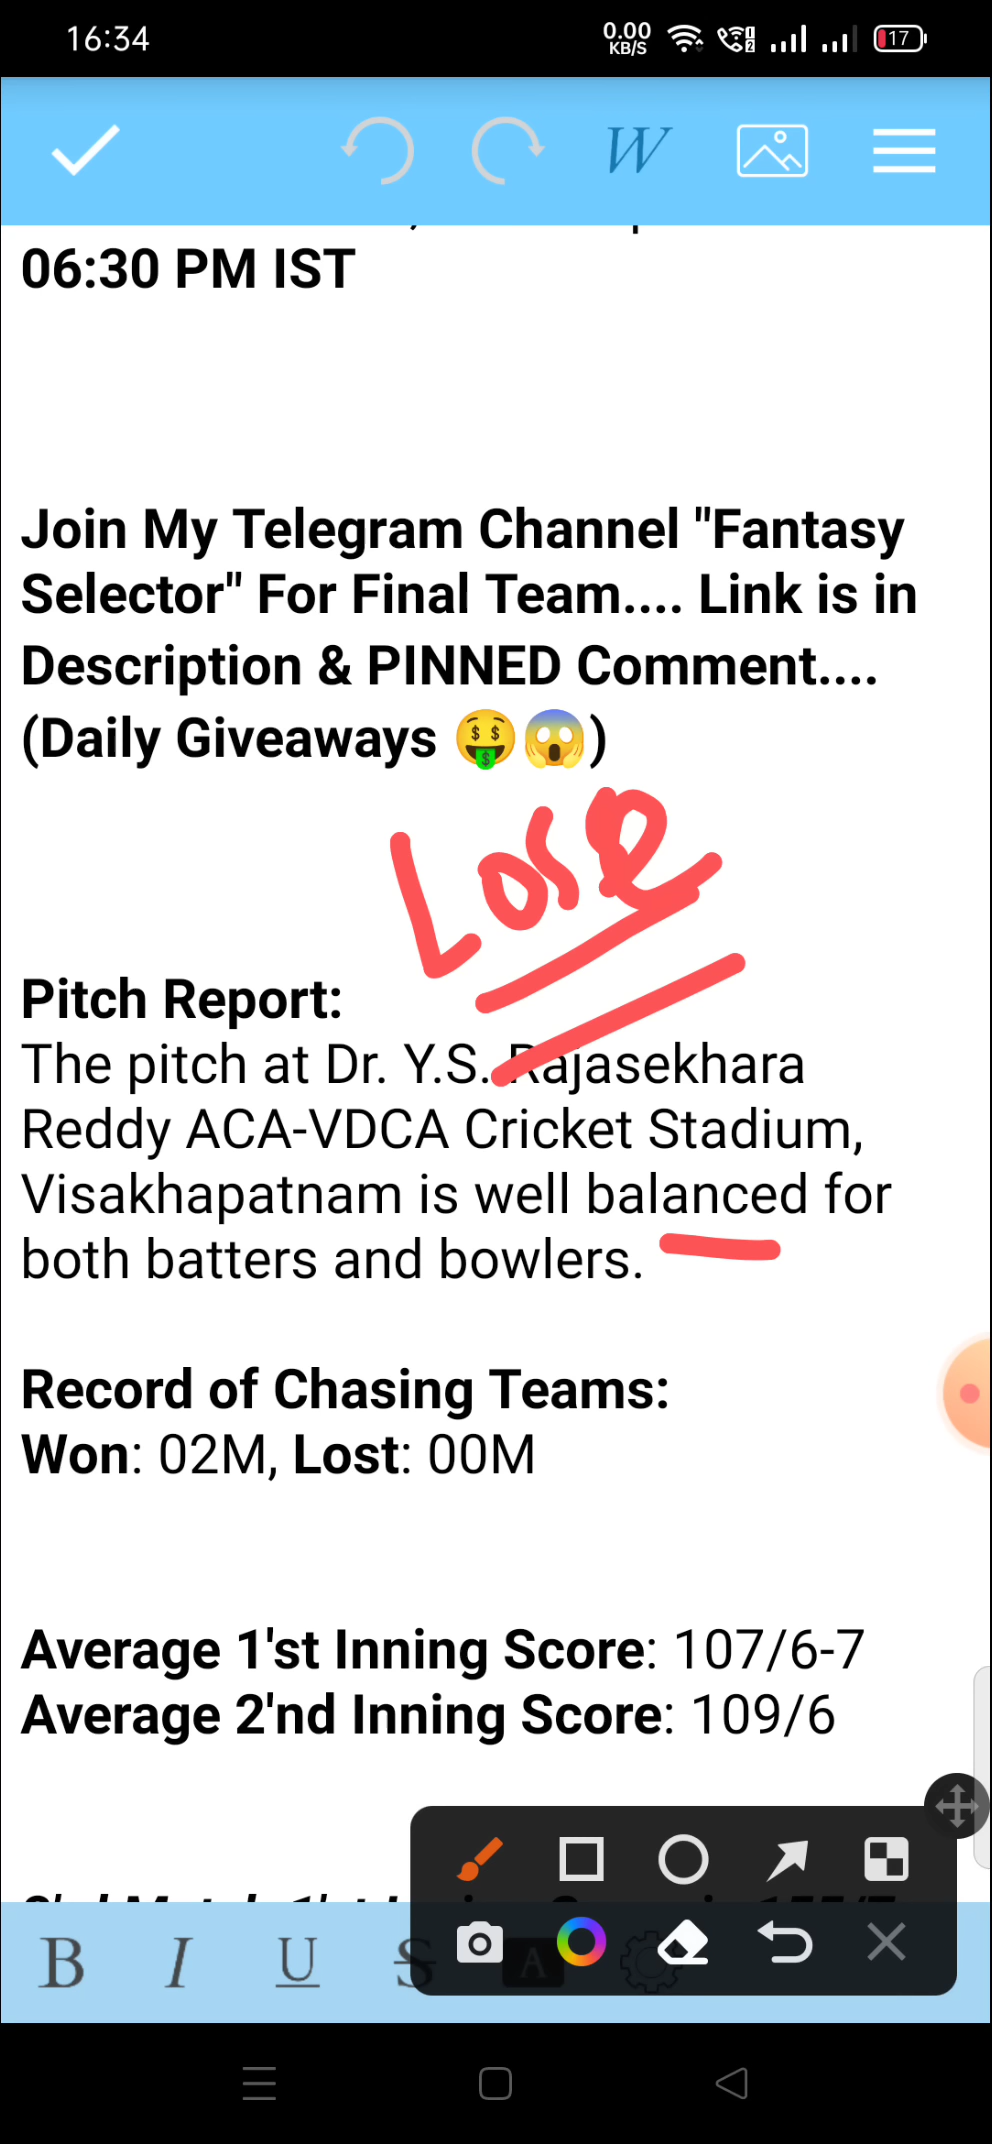 16:34
0.00
KB/S
17
W
06:30 PM IST
Join My Telegram Channel "Fantasy
Selector" For Final Team.... Link is in
Description & PINNED Comment....
(Daily Giveaways 🤑😱)
Lose
Pitch Report:
The pitch at Dr. Y.S. Rajasekhara
Reddy ACA-VDCA Cricket Stadium,
Visakhapatnam is well balanced for
both batters and bowlers.
Record of Chasing Teams:
Won: 02M, Lost: 00M
Average 1'st Inning Score: 107/6-7
Average 2'nd Inning Score: 109/6
B I U S A